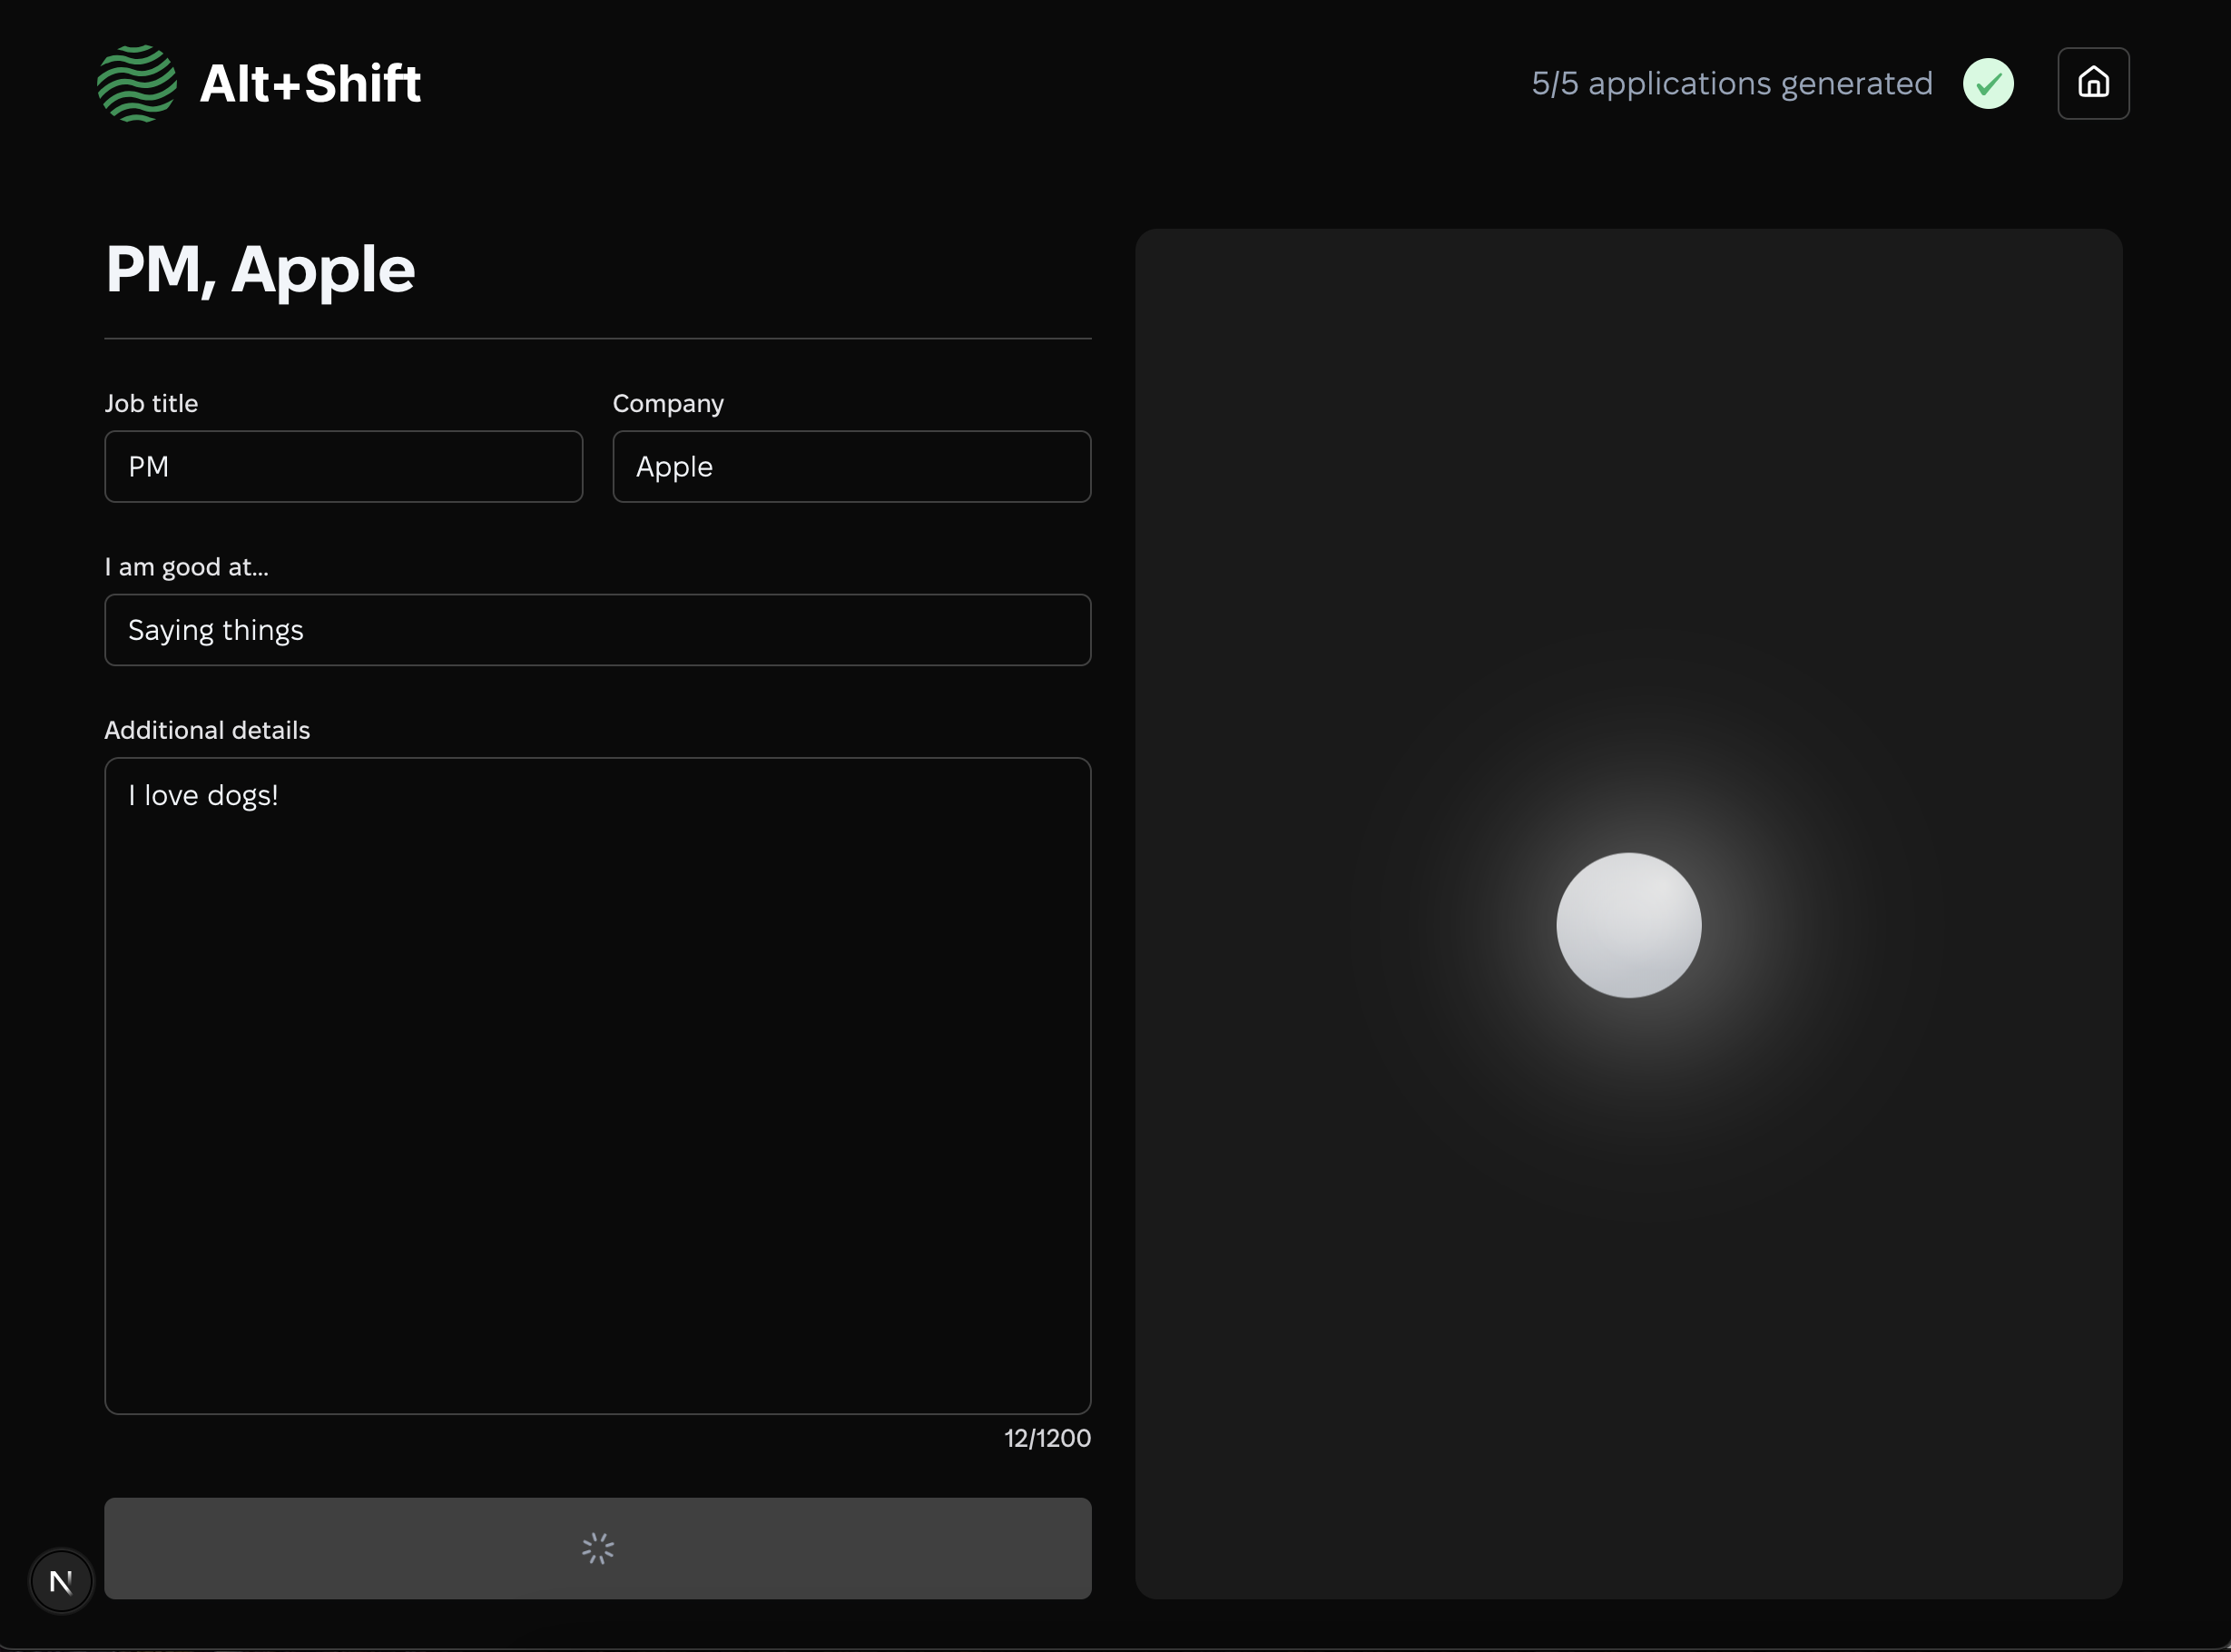 Alt+Shift
5/5 applications generated
PM, Apple
Job title
Company
PM
Apple
I am good at...
Saying things
Additional details
I love dogs!
12/1200
N